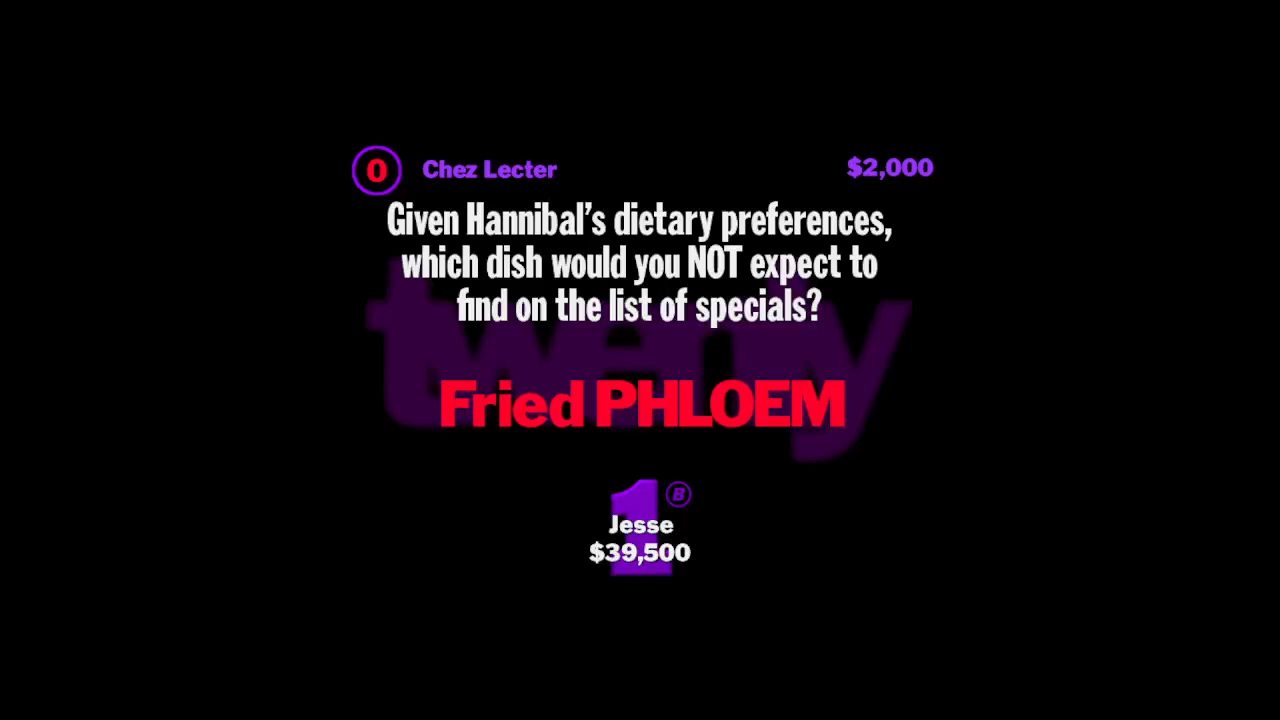 0 Chez Lecter $2,000
Given Hannibal's dietary preferences,
which dish would you NOT expect to
find on the list of specials?
twenty
Fried PHLOEM
1 B
Jesse
$39,500